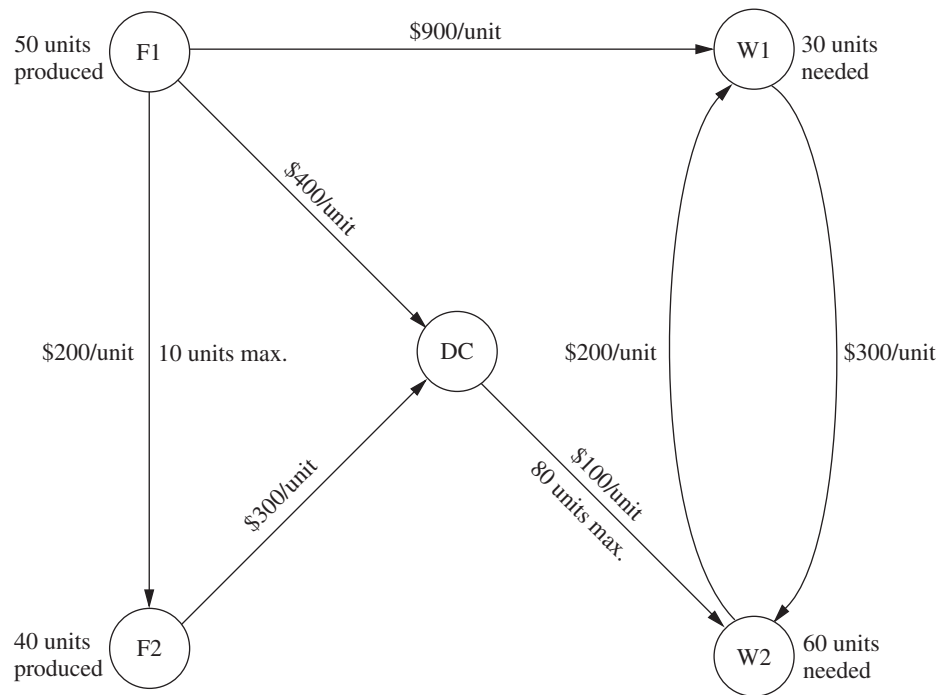 50 units
produced
F1
$900/unit
W1
30 units
needed
$400/unit
$200/unit
10 units max.
DC
$200/unit
$300/unit
$300/unit
$100/unit
80 units max.
40 units
produced
F2
W2
60 units
needed